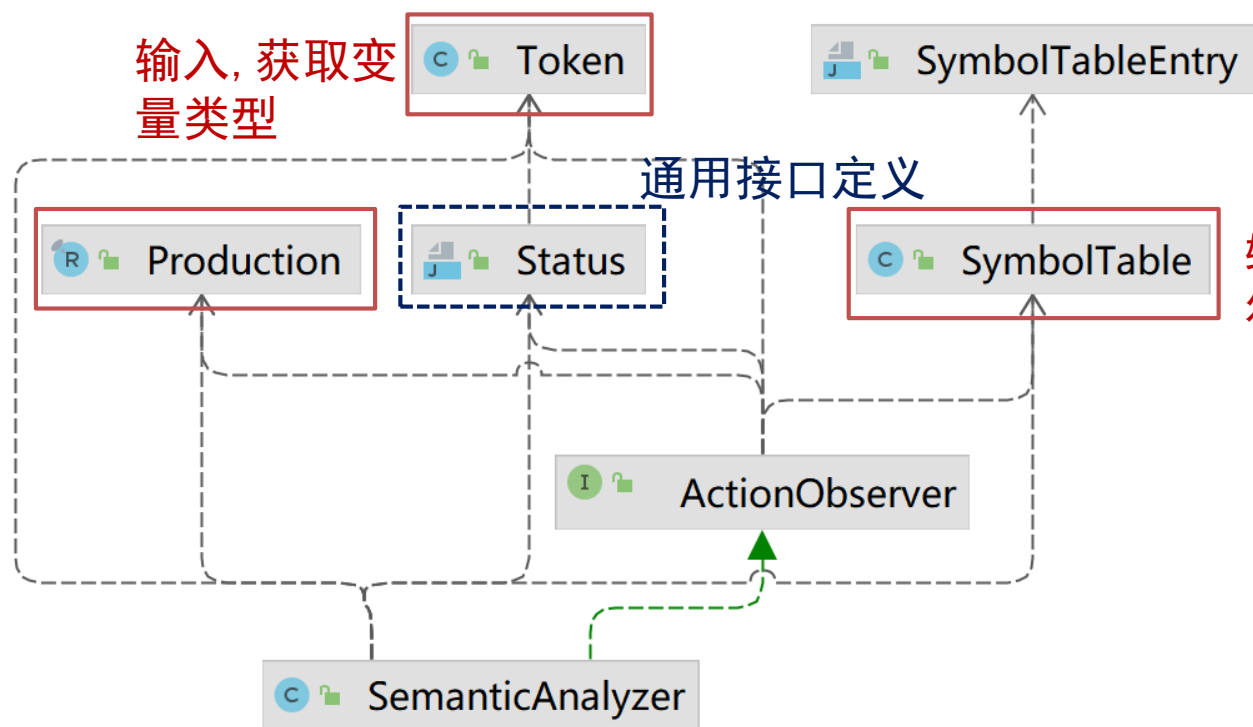 输入, 获取变
量类型
C Token
J SymbolTableEntry
通用接口定义
R Production
J Status
C SymbolTable
I ActionObserver
C SemanticAnalyzer